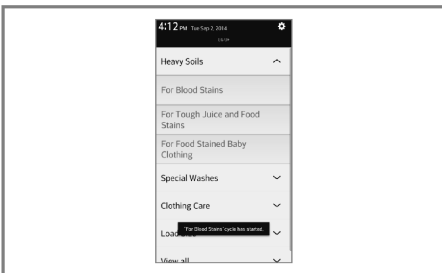 4:12 PM Tue Sep 2, 2014
Heavy Soils
For Blood Stains
For Tough Juice and Food
Stains
For Food Stained Baby
Clothing
Special Washes
Clothing Care
'For Blood Stains' cycle has started.
View all